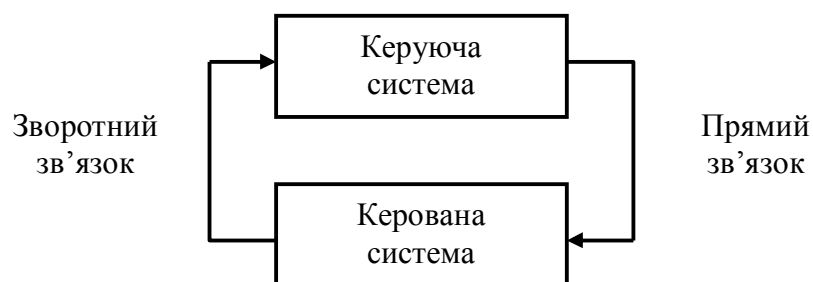 Керуюча
система
Зворотний
зв’язок
Прямий
зв’язок
Керована
система